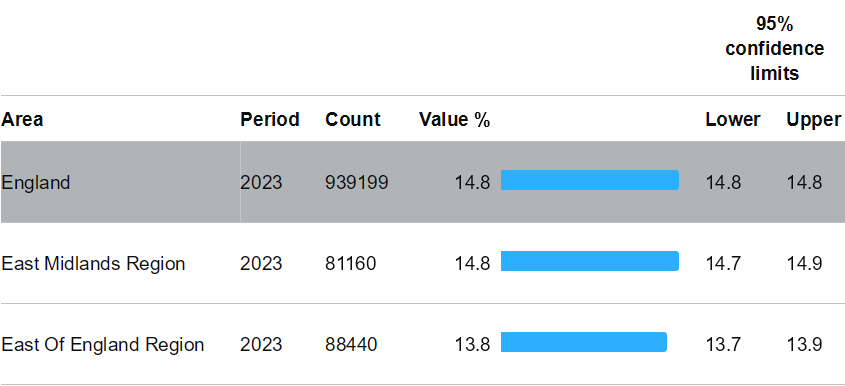 95%
confidence
limits
Area Period Count Value % Lower Upper
England 2023 939199 14.8 14.8 14.8
East Midlands Region 2023 81160 14.8 14.7 14.9
East Of England Region 2023 88440 13.8 13.7 13.9